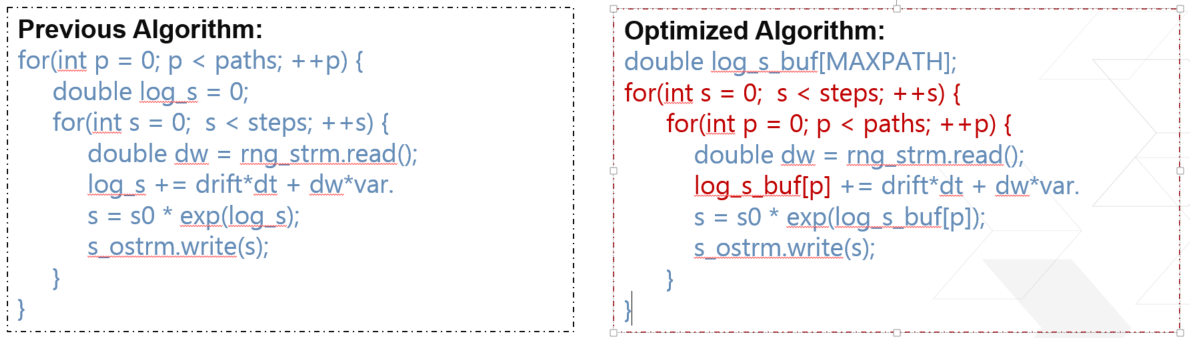 Previous Algorithm:
for(int p = 0; p < paths; ++p) {
double log_s = 0;
for(int s = 0; s < steps; ++s) {
double dw = rng_strm.read();
log_s += drift*dt + dw*var.
s = s0 * exp(log_s);
s_ostrm.write(s);
}
}
Optimized Algorithm:
double log_s_buf[MAXPATH];
for(int s = 0; s < steps; ++s) {
for(int p = 0; p < paths; ++p) {
double dw = rng_strm.read();
log_s_buf[p] += drift*dt + dw*var.
s = s0 * exp(log_s_buf[p]);
s_ostrm.write(s);
}
}